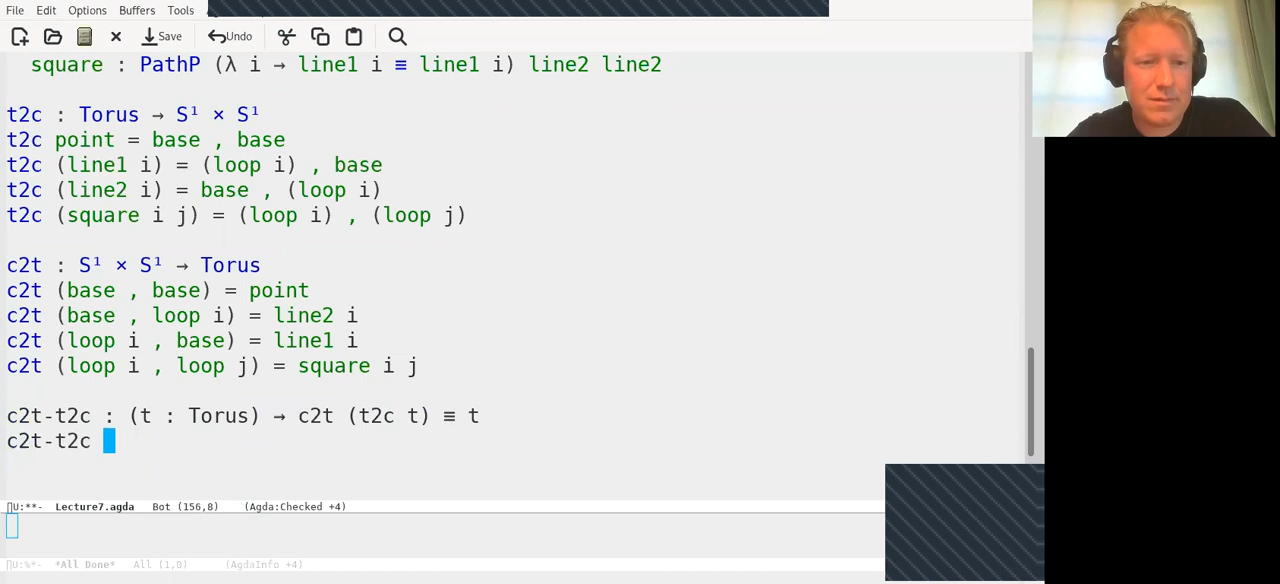 File Edit Options Buffers Tools
Save Undo
square : PathP (λ i → line1 i ≡ line1 i) line2 line2
t2c : Torus → S¹ × S¹
t2c point = base , base
t2c (line1 i) = (loop i) , base
t2c (line2 i) = base , (loop i)
t2c (square i j) = (loop i) , (loop j)
c2t : S¹ × S¹ → Torus
c2t (base , base) = point
c2t (base , loop i) = line2 i
c2t (loop i , base) = line1 i
c2t (loop i , loop j) = square i j
c2t-t2c : (t : Torus) → c2t (t2c t) ≡ t
c2t-t2c
U:**- Lecture7.agda Bot (156,8) (Agda:Checked +4)
U:%*- *All Done* All (1,0) (AgdaInfo +4)